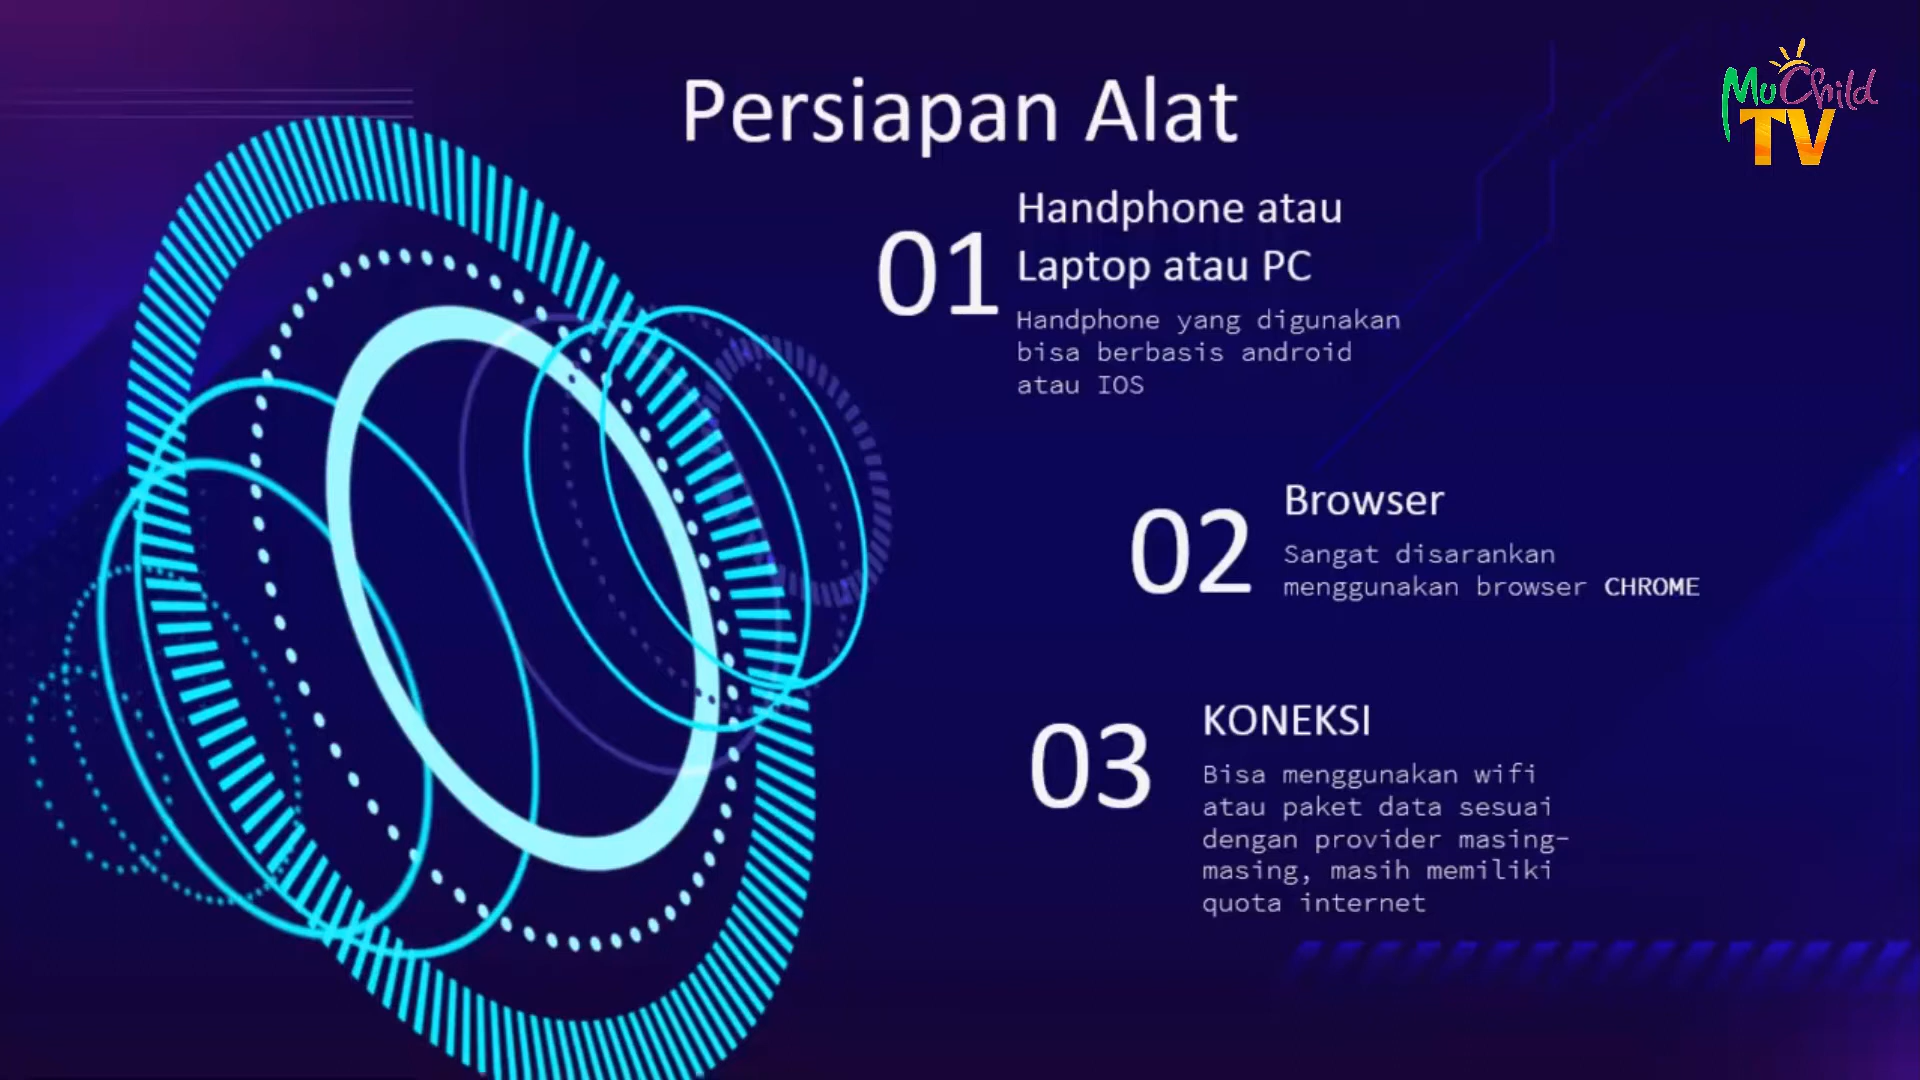 Persiapan Alat
MuChild
TV
01
Handphone atau
Laptop atau PC
Handphone yang digunakan
bisa berbasis android
atau IOS
02
Browser
Sangat disarankan
menggunakan browser CHROME
03
KONEKSI
Bisa menggunakan wifi
atau paket data sesuai
dengan provider masing-
masing, masih memiliki
quota internet